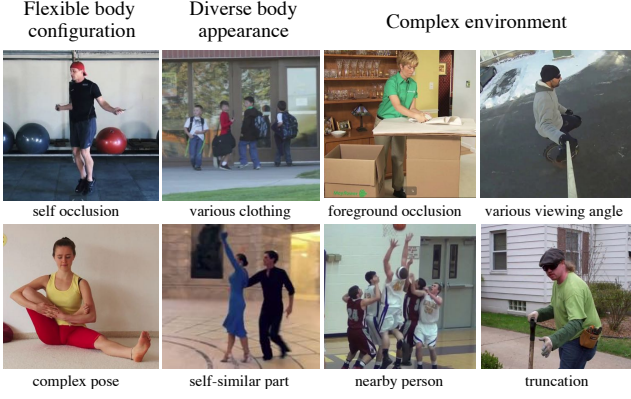 Flexible body
configuration
Diverse body
appearance
Complex environment
self occlusion
various clothing
foreground occlusion
various viewing angle
complex pose
self-similar part
nearby person
truncation